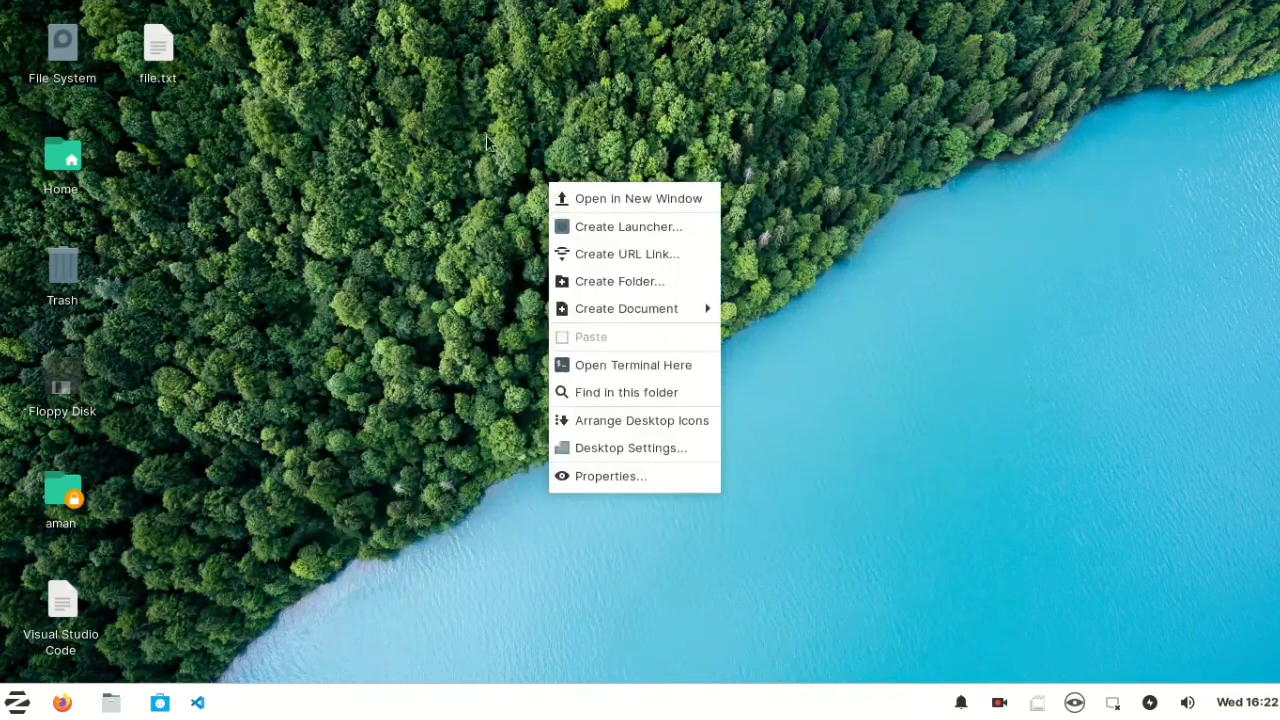 File System
file.txt
Home
Trash
Floppy Disk
aman
Visual Studio
Code
Open in New Window
Create Launcher...
Create URL Link...
Create Folder...
Create Document
Paste
Open Terminal Here
Find in this folder
Arrange Desktop Icons
Desktop Settings...
Properties...
Wed 16:22